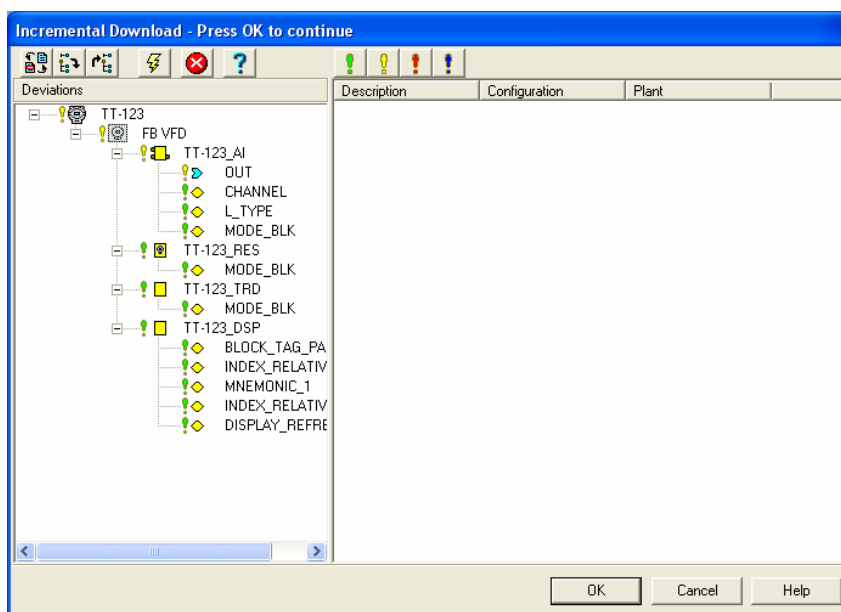 Incremental Download - Press OK to continue
Deviations
Description Configuration Plant
TT-123
FB VFD
TT-123_AI
OUT
CHANNEL
L_TYPE
MODE_BLK
TT-123_RES
MODE_BLK
TT-123_TRD
MODE_BLK
TT-123_DSP
BLOCK_TAG_PA
INDEX_RELATIV
MNEMONIC_1
INDEX_RELATIV
DISPLAY_REFRE
OK Cancel Help